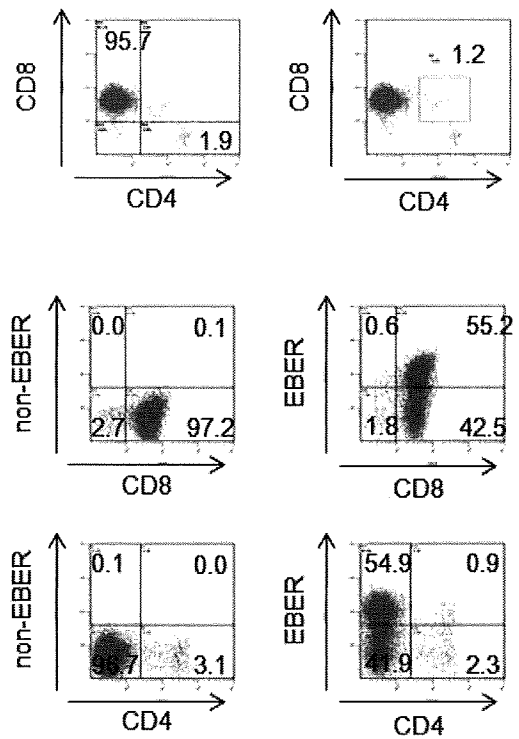 95.7
CD8
1.9
CD4
1.2
CD8
CD4
0.0 0.1
non-EBER
2.7 97.2
CD8
0.6 55.2
EBER
1.8 42.5
CD8
0.1 0.0
non-EBER
96.7 3.1
CD4
54.9 0.9
EBER
41.9 2.3
CD4